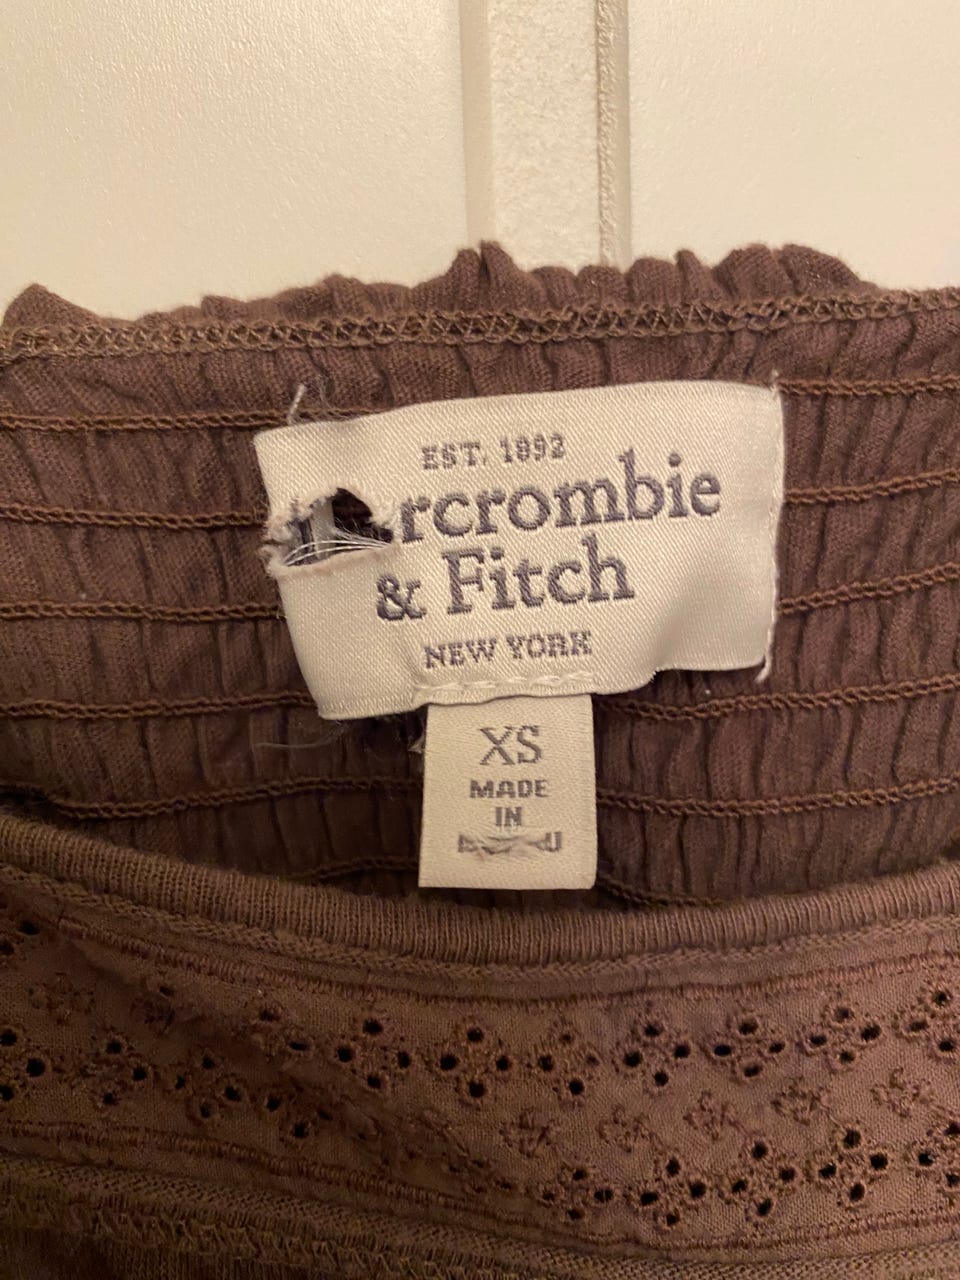 EST. 1892
rcrombie
& Fitch
NEW YORK
XS
MADE
IN